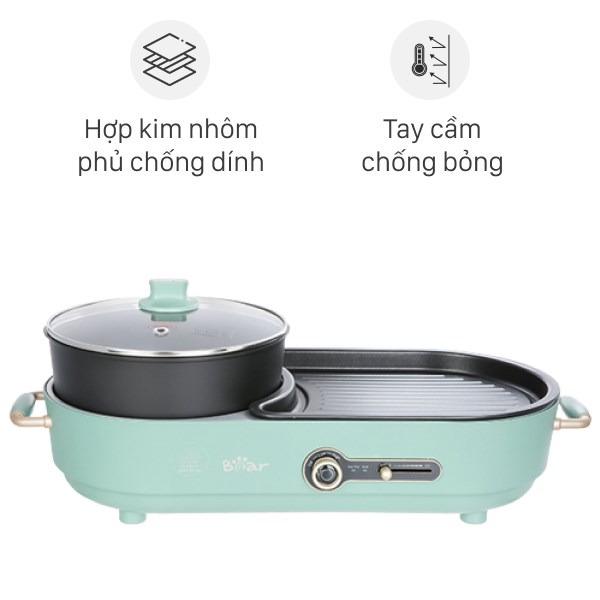 Hợp kim nhôm
phủ chống dính
Tay cầm
chống bỏng
Bear